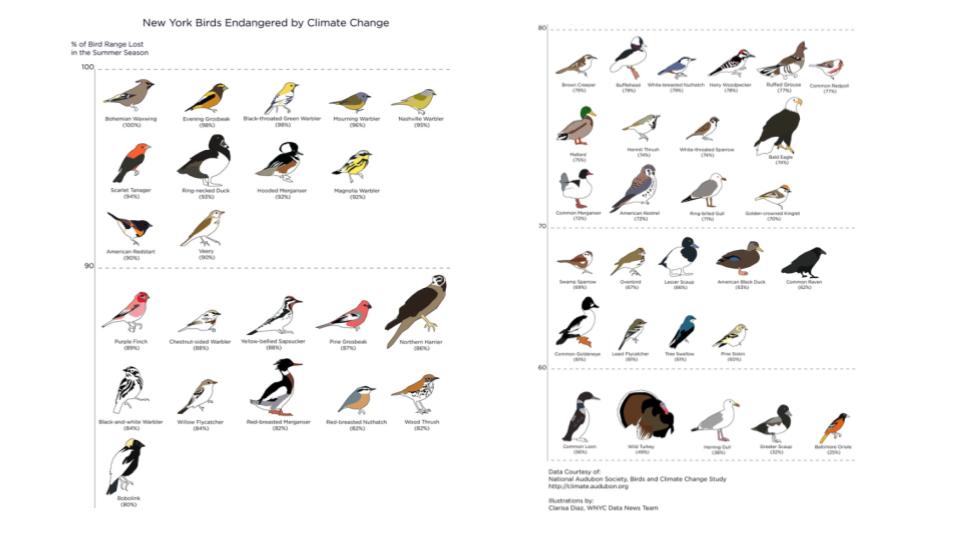 New York Birds Endangered by Climate Change
% of Bird Range Lost
in the Summer Season
100
Bohemian Waxwing
(100%)
Evening Grosbeak
(98%)
Black-throated Green Warbler
(98%)
Mourning Warbler
(96%)
Nashville Warbler
(95%)
Scarlet Tanager
(94%)
Ring-necked Duck
(93%)
Hooded Merganser
(92%)
Magnolia Warbler
(92%)
American Redstart
(90%)
Veery
(90%)
90
Purple Finch
(89%)
Chestnut-sided Warbler
(88%)
Yellow-bellied Sapsucker
(88%)
Pine Grosbeak
(87%)
Northern Harrier
(86%)
Black-and-white Warbler
(84%)
Willow Flycatcher
(84%)
Red-breasted Merganser
(82%)
Red-breasted Nuthatch
(82%)
Wood Thrush
(82%)
Bobolink
(80%)
80
Brown Creeper
(79%)
Bufflehead
(79%)
White-breasted Nuthatch
(79%)
Hairy Woodpecker
(78%)
Ruffed Grouse
(77%)
Common Redpoll
(77%)
Mallard
(75%)
Hermit Thrush
(74%)
White-throated Sparrow
(74%)
Bald Eagle
(74%)
Common Merganser
(72%)
American Kestrel
(72%)
Ring-billed Gull
(71%)
Golden-crowned Kinglet
(70%)
70
Swamp Sparrow
(69%)
Ovenbird
(67%)
Lesser Scaup
(66%)
American Black Duck
(63%)
Common Raven
(62%)
Common Goldeneye
(61%)
Least Flycatcher
(61%)
Tree Swallow
(61%)
Pine Siskin
(60%)
60
Common Loon
(56%)
Wild Turkey
(49%)
Herring Gull
(38%)
Greater Scaup
(32%)
Baltimore Oriole
(25%)
Data Courtesy of:
National Audubon Society, Birds and Climate Change Study
http://climate.audubon.org
Illustrations by:
Clarisa Diaz, WNYC Data News Team